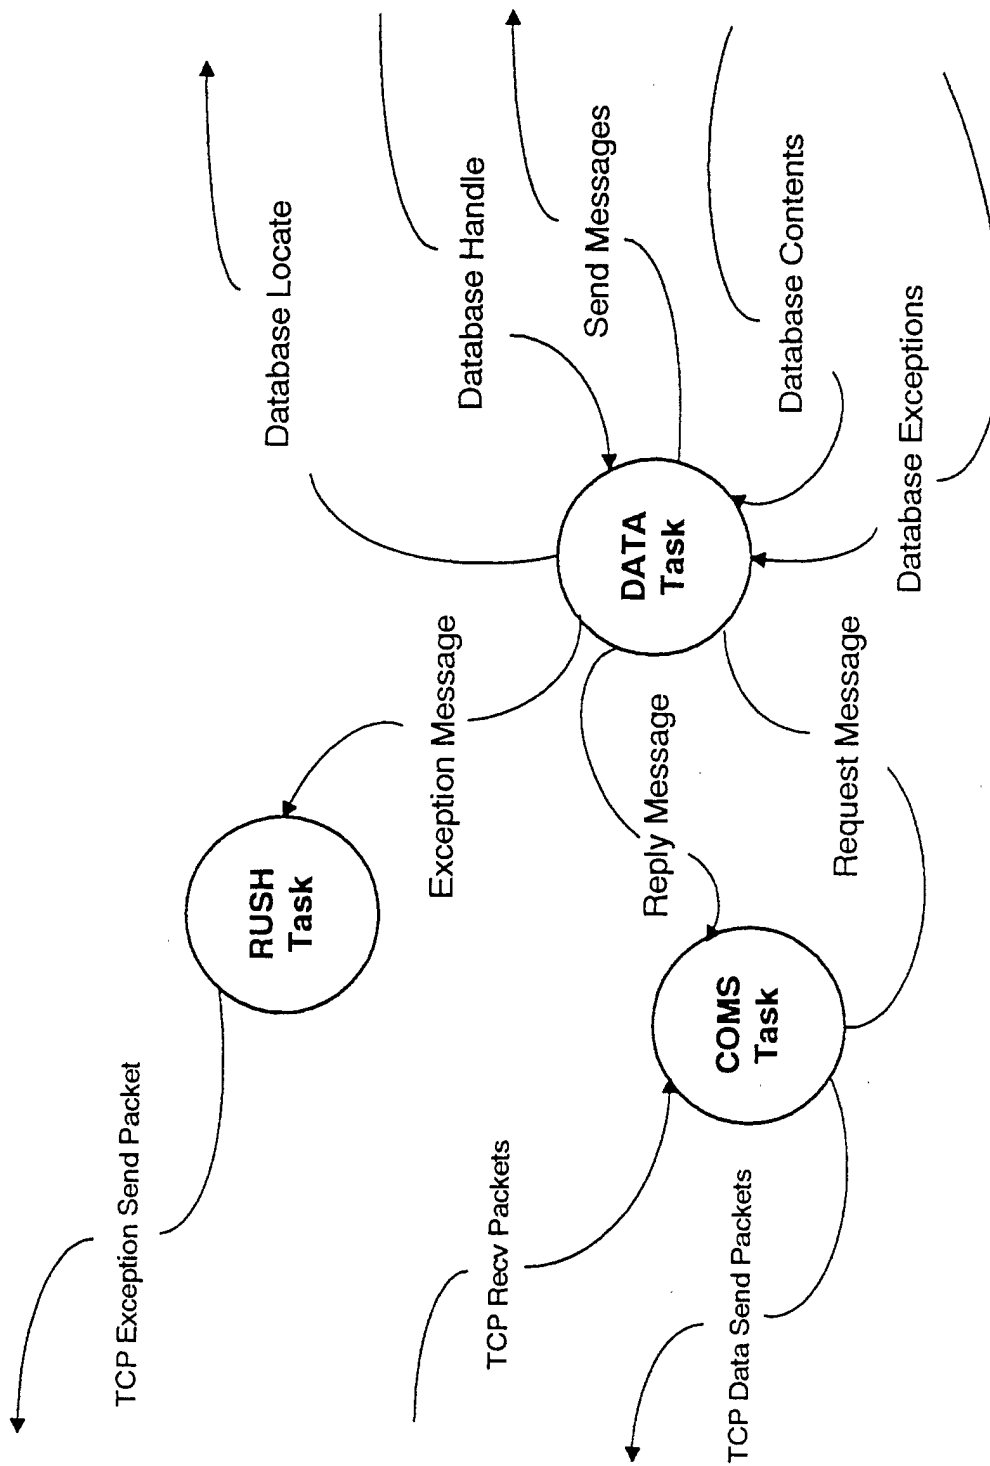 TCP Exception Send Packet
RUSH
Task
Database Locate
Exception Message
Database Handle
TCP Recv Packets
Send Messages
DATA
Task
Reply Message
COMS
Task
TCP Data Send Packets
Database Contents
Request Message
Database Exceptions